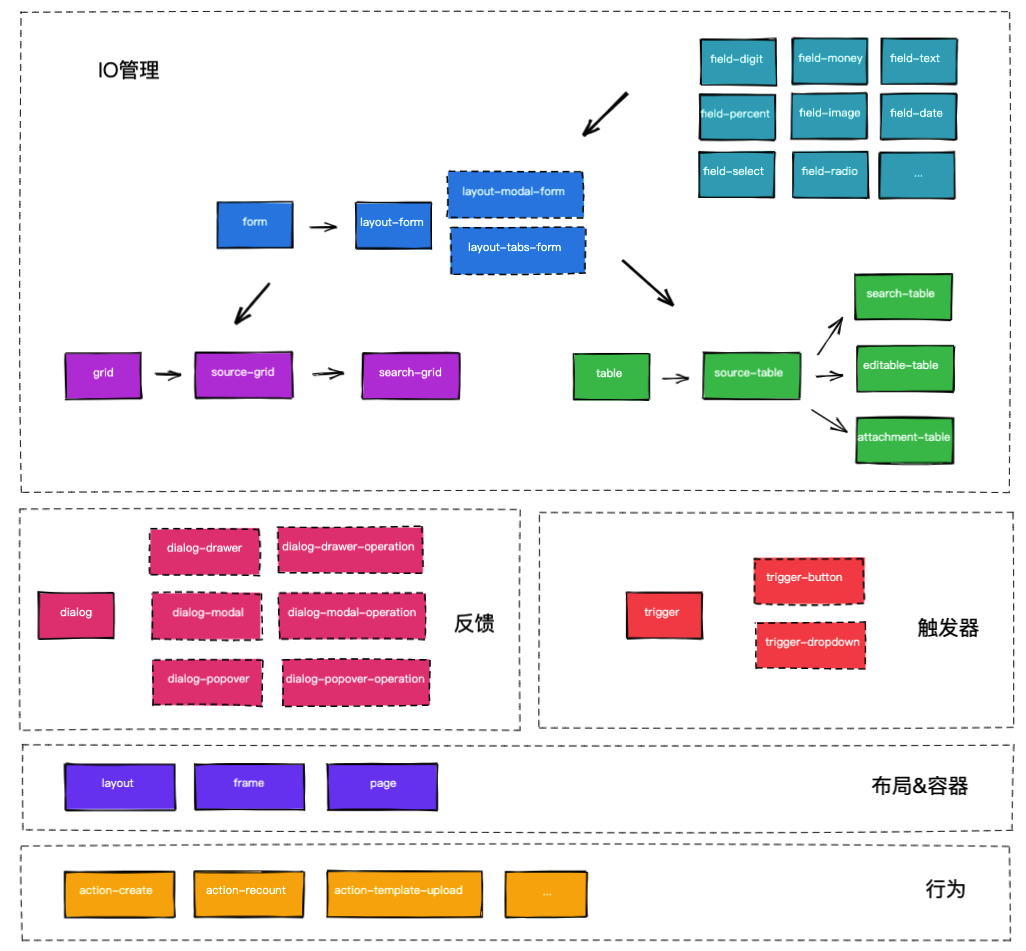 IO管理
field-digit
field-money
field-text
field-percent
field-image
field-date
field-select
field-radio
...
layout-modal-form
form
layout-form
layout-tabs-form
grid
source-grid
search-grid
table
source-table
search-table
editable-table
attachment-table
dialog
dialog-drawer
dialog-drawer-operation
dialog-modal
dialog-modal-operation
dialog-popover
dialog-popover-operation
反馈
trigger
trigger-button
trigger-dropdown
触发器
layout
frame
page
布局&容器
action-create
action-recount
action-template-upload
...
行为